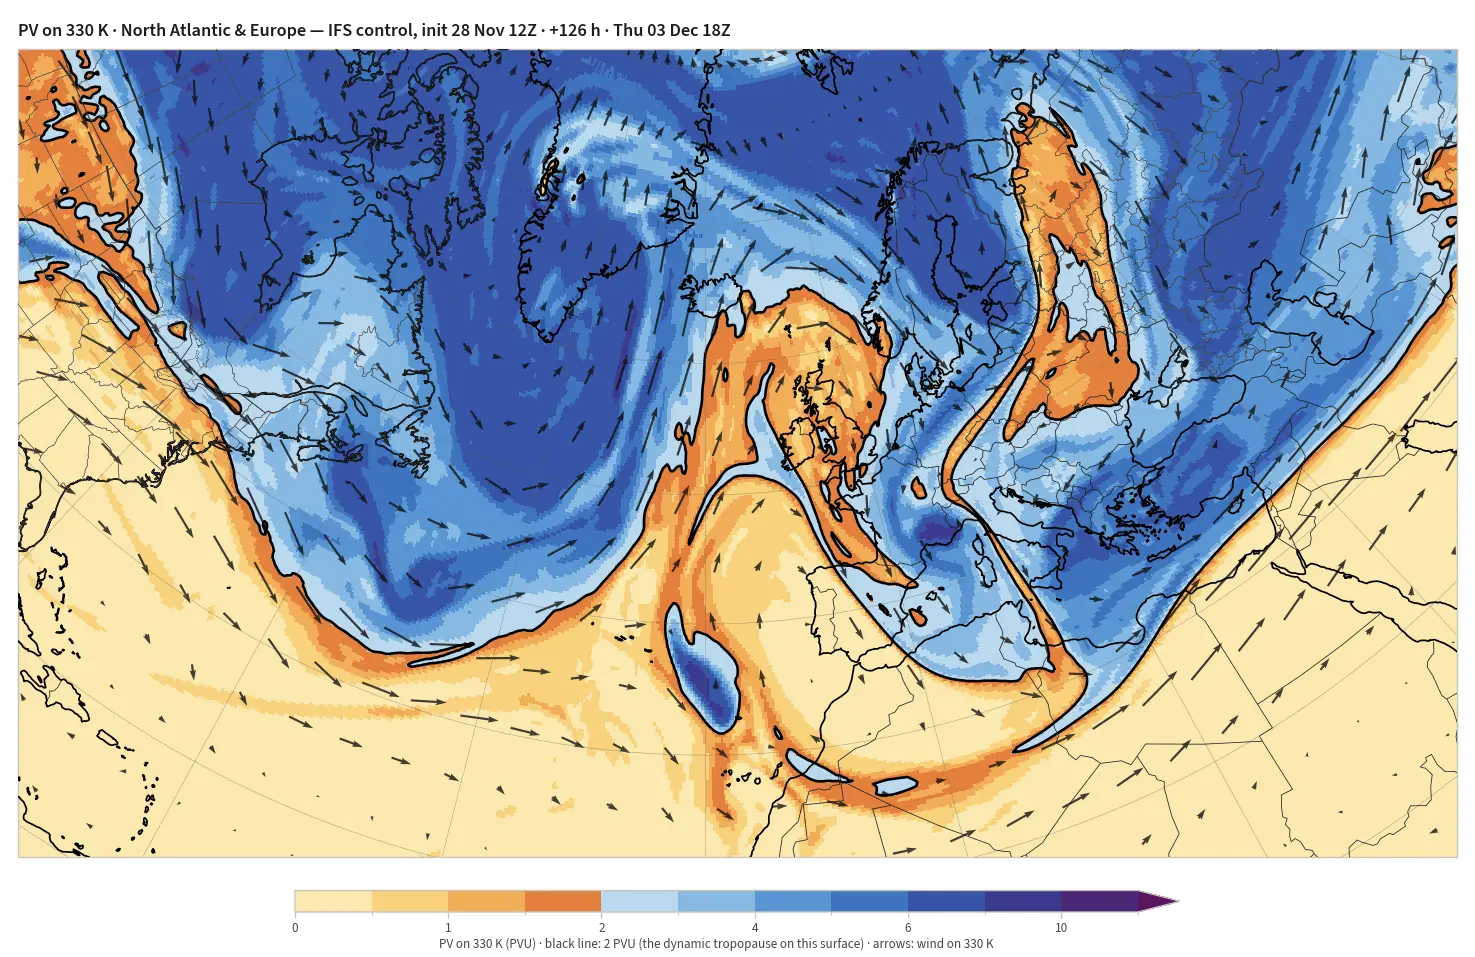 PV on 330 K · North Atlantic & Europe — IFS control, init 28 Nov 12Z · +126 h · Thu 03 Dec 18Z
0 1 2 4 6 10
PV on 330 K (PVU) · black line: 2 PVU (the dynamic tropopause on this surface) · arrows: wind on 330 K